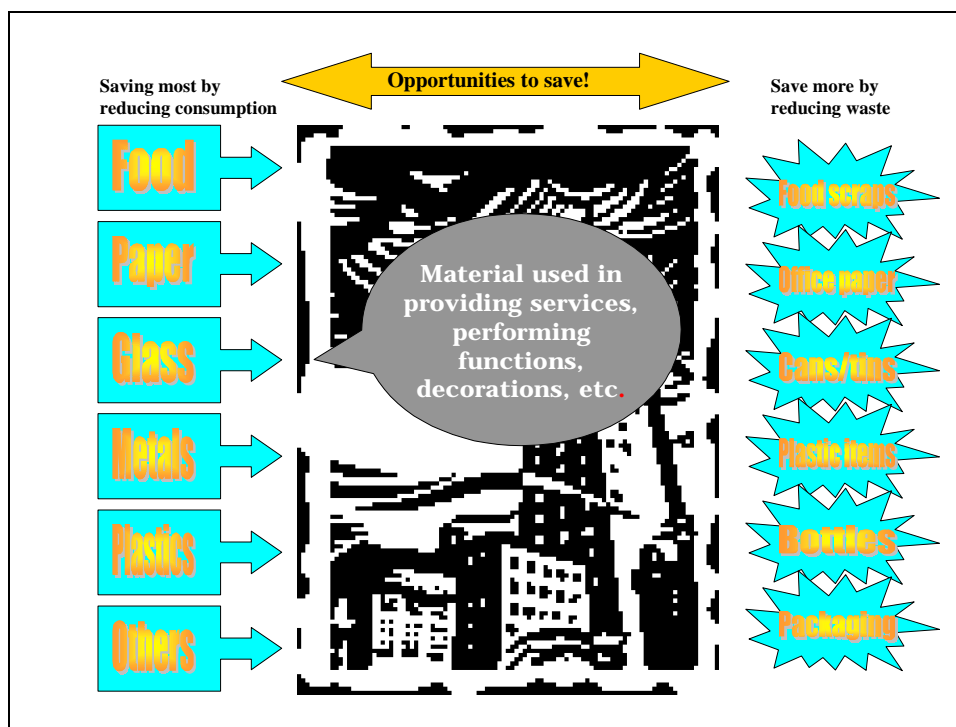 Opportunities to save!
Saving most by
reducing consumption
Save more by
reducing waste
Food
Paper
Glass
Metals
Plastics
Others
Material used in
providing services,
performing
functions,
decorations, etc.
Food scraps
Office paper
Cans/tins
Plastic items
Bottles
Packaging